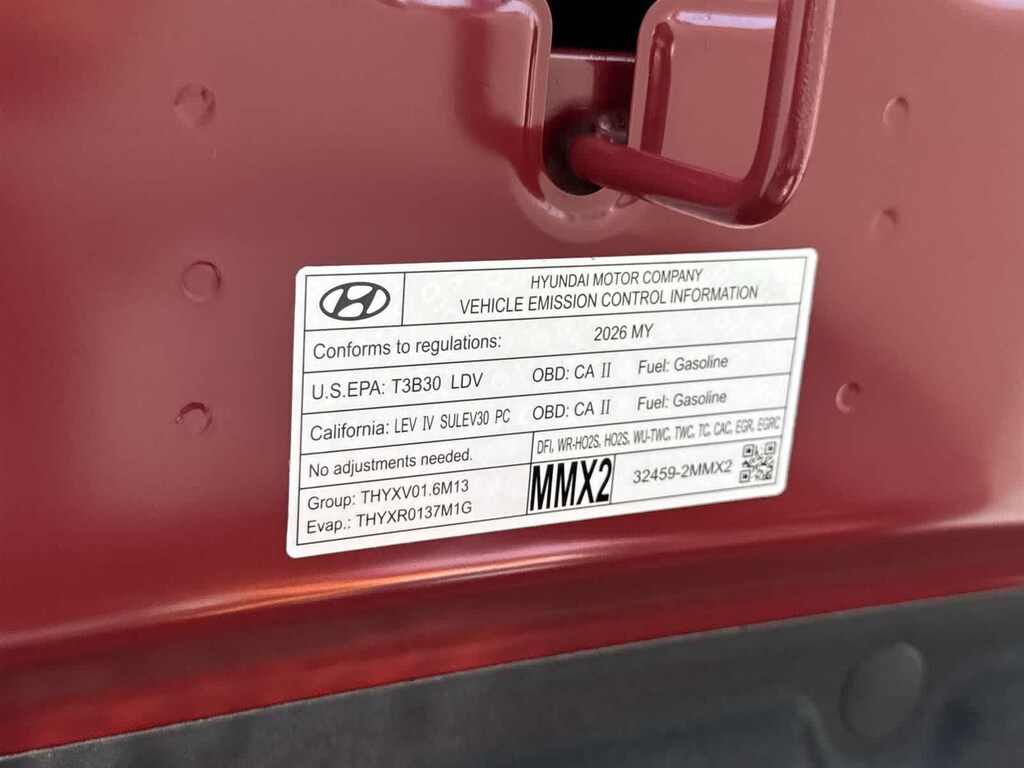 HYUNDAI MOTOR COMPANY
VEHICLE EMISSION CONTROL INFORMATION
Conforms to regulations: 2026 MY
U.S.EPA: T3B30 LDV OBD: CA II Fuel: Gasoline
California: LEV IV SULEV30 PC OBD: CA II Fuel: Gasoline
No adjustments needed.
DFI, WR-HO2S, HO2S, WU-TWC, TWC, TC, CAC, EGR, EGRC
Group: THYXV01.6M13
Evap.: THYXR0137M1G
MMX2
32459-2MMX2